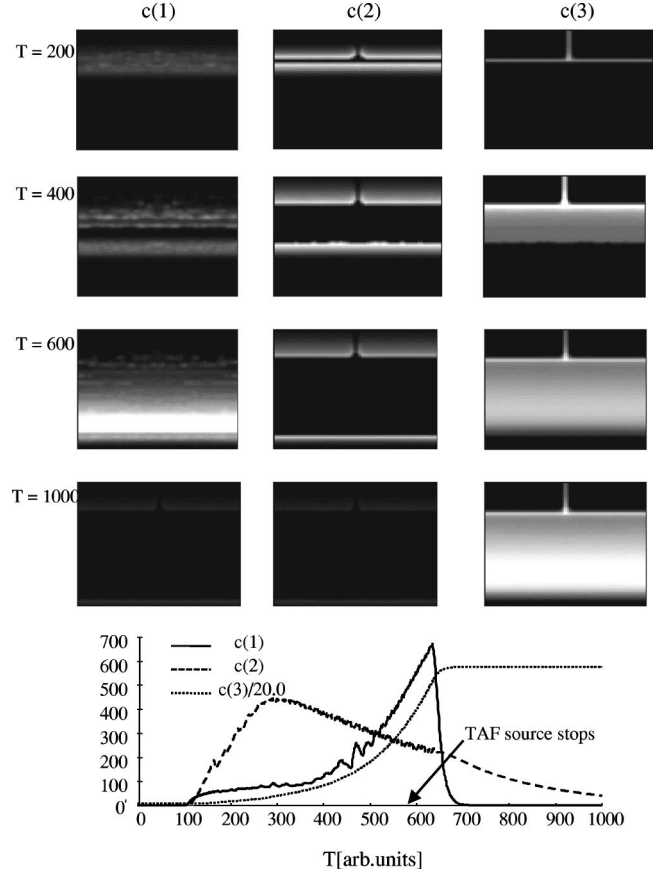 c(1) c(2) c(3)
T = 200
T = 400
T = 600
T = 1000
700
600
500
400
300
200
100
0
c(1)
c(2)
c(3)/20.0
TAF source stops
0 100 200 300 400 500 600 700 800 900 1000
T[arb.units]